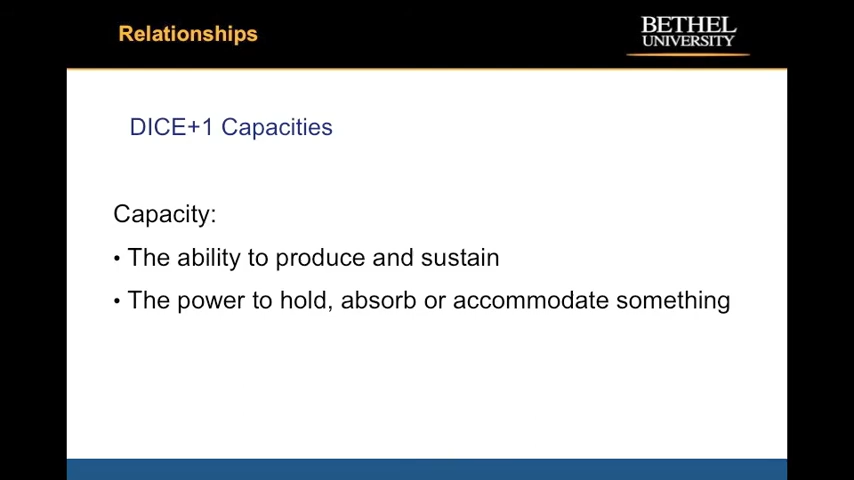 Relationships
BETHEL
UNIVERSITY
DICE+1 Capacities
Capacity:
• The ability to produce and sustain
• The power to hold, absorb or accommodate something